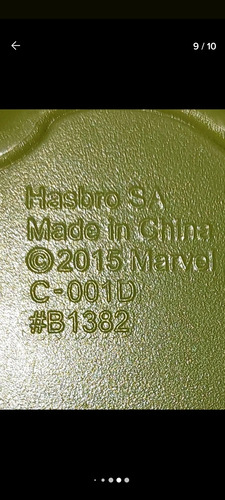 9 / 10
Hasbro SA
Made in China
©2015 Marvel
C-001D
#B1382